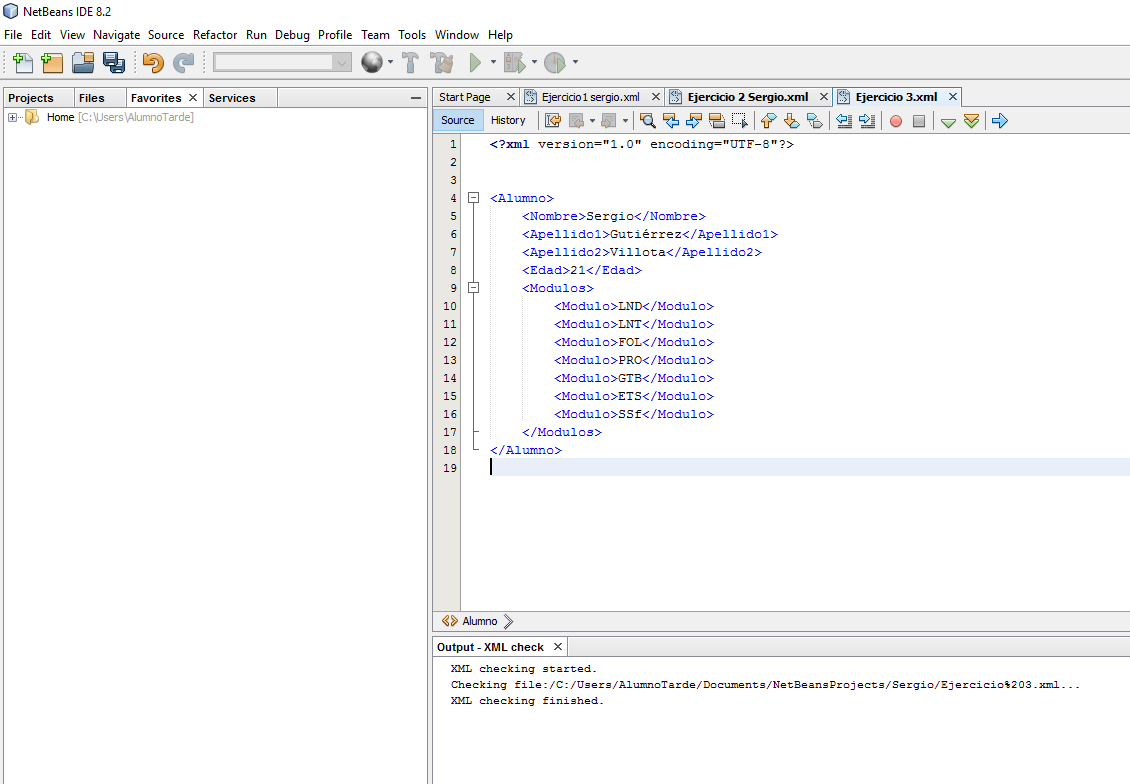 NetBeans IDE 8.2
File Edit View Navigate Source Refactor Run Debug Profile Team Tools Window Help
Projects Files Favorites Services
Home [C:\Users\AlumnoTarde]
Start Page Ejercicio1 sergio.xml Ejercicio 2 Sergio.xml Ejercicio 3.xml
Source History
1 <?xml version="1.0" encoding="UTF-8"?>
2
3
4 <Alumno>
5 <Nombre>Sergio</Nombre>
6 <Apellido1>Gutiérrez</Apellido1>
7 <Apellido2>Villota</Apellido2>
8 <Edad>21</Edad>
9 <Modulos>
10 <Modulo>LND</Modulo>
11 <Modulo>LNT</Modulo>
12 <Modulo>FOL</Modulo>
13 <Modulo>PRO</Modulo>
14 <Modulo>GTB</Modulo>
15 <Modulo>ETS</Modulo>
16 <Modulo>SSf</Modulo>
17 </Modulos>
18 </Alumno>
19
Alumno
Output - XML check
XML checking started.
Checking file:/C:/Users/AlumnoTarde/Documents/NetBeansProjects/Sergio/Ejercicio%203.xml...
XML checking finished.